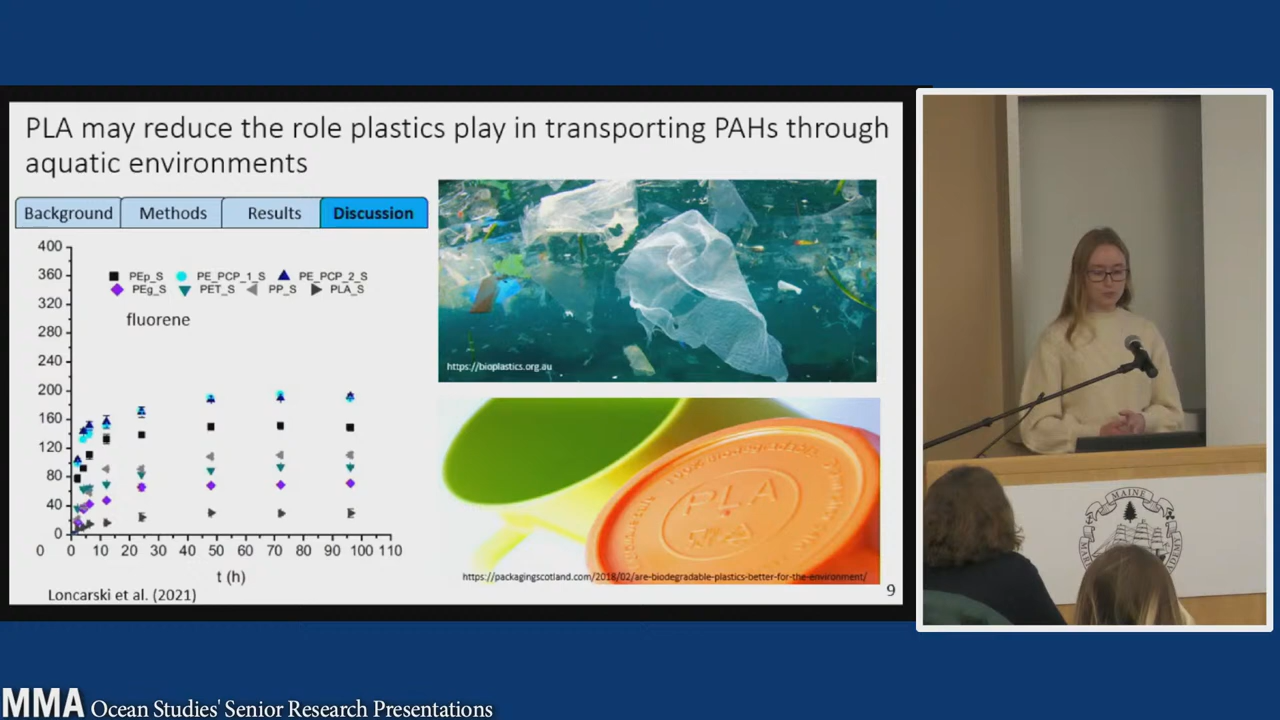 PLA may reduce the role plastics play in transporting PAHs through
aquatic environments
Background Methods Results Discussion
400
360
320
280
240
200
160
120
80
40
0
PEp_S PE_PCP_1_S PE_PCP_2_S
PEg_S PET_S PP_S PLA_S
fluorene
0 0 10 20 30 40 50 60 70 80 90 100 110
t (h)
Loncarski et al. (2021)
https://bioplastics.org.au
PLA
https://packagingscotland.com/2018/02/are-biodegradable-plastics-better-for-the-environment/
9
MAINE
MMA Ocean Studies' Senior Research Presentations